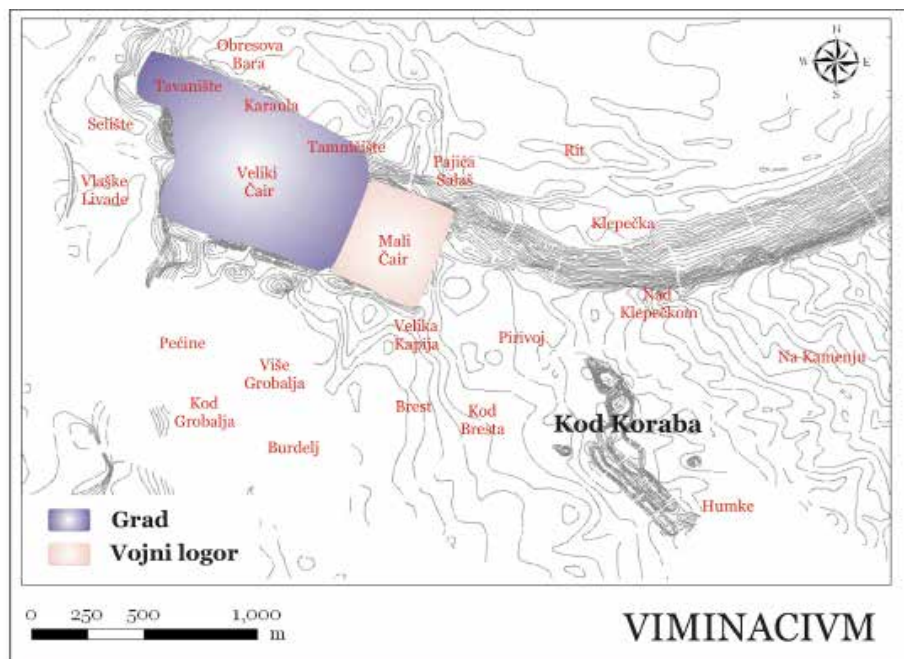 N
W E
S
Obresova
Bara
Tavanište
Karaula
Selište
Tamničište
Vlaške
Livade
Veliki
Čair
Pajića
Salaš
Rit
Klepečka
Mali
Čair
Nad
Klepečkom
Velika
Kapija
Pirivoj
Na Kamenju
Pećine
Više
Grobalja
Kod
Grobalja
Brest
Kod
Bresta
Kod Koraba
Burdelj
Humke
Grad
Vojni logor
0 250 500 1,000
m
VIMINACIVM